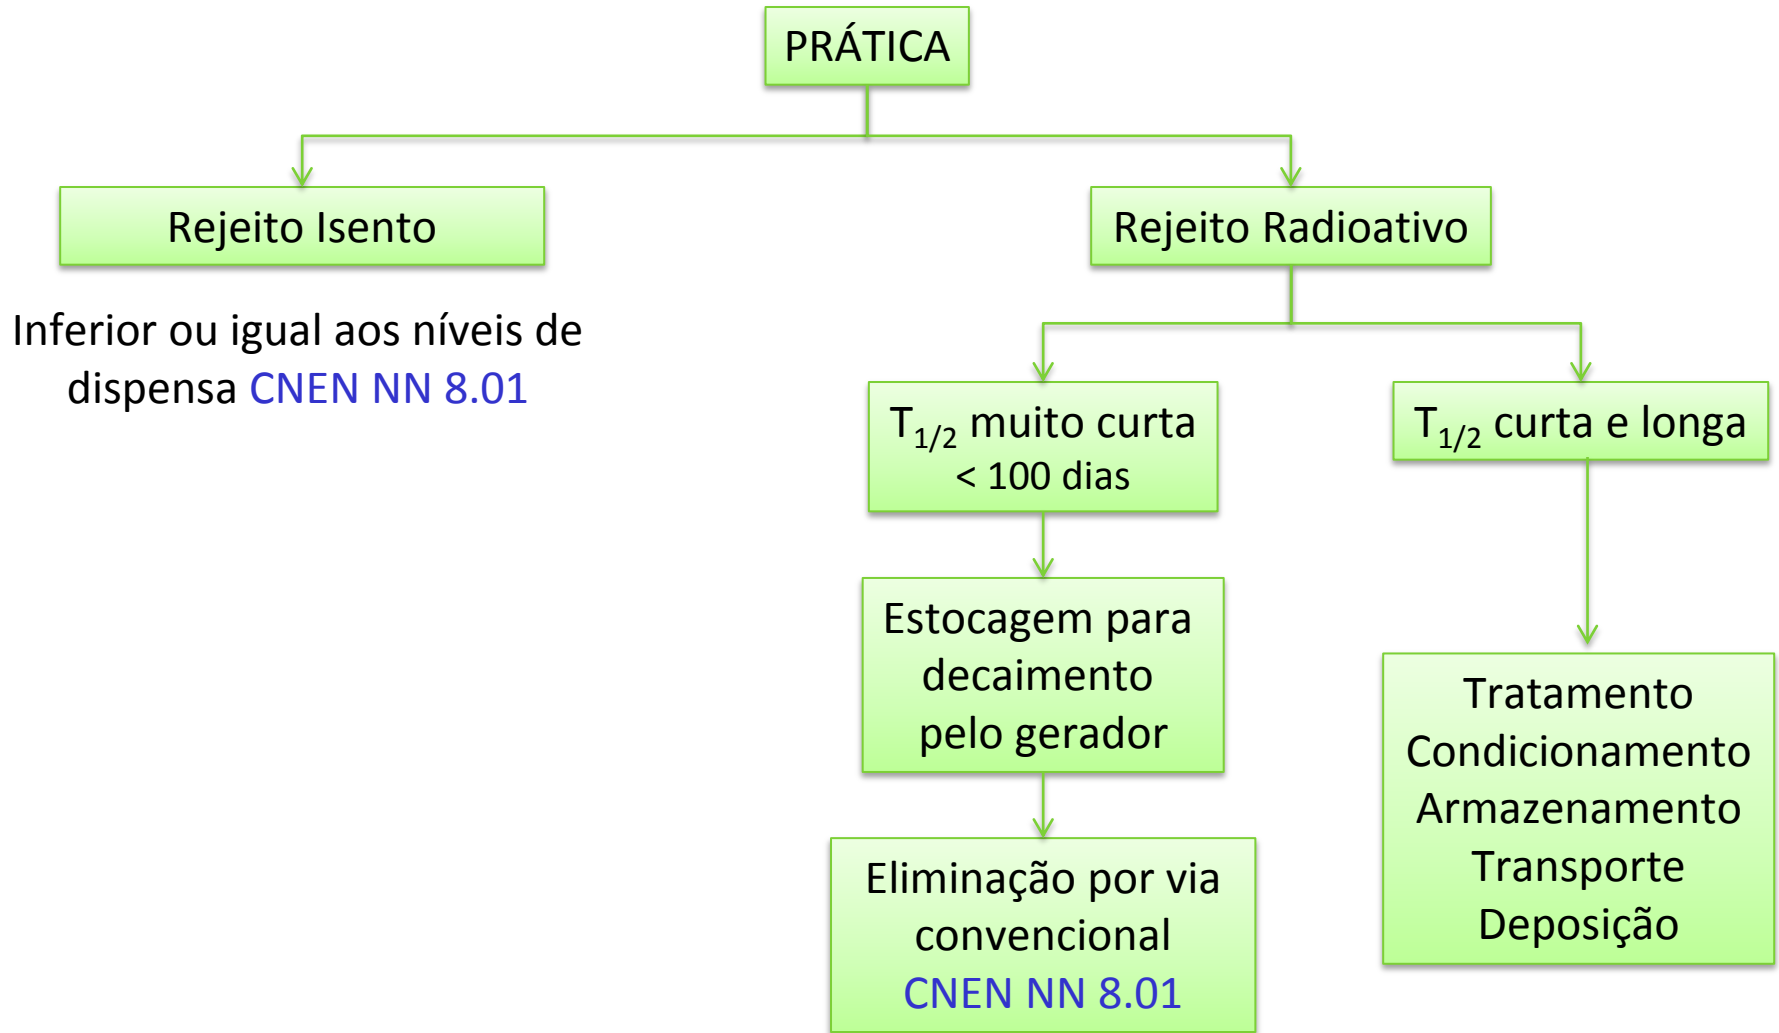 PRÁTICA
Rejeito Isento
Inferior ou igual aos níveis de
dispensa CNEN NN 8.01
Rejeito Radioativo
T1/2 muito curta
< 100 dias
Estocagem para
decaimento
pelo gerador
Eliminação por via
convencional
CNEN NN 8.01
T1/2 curta e longa
Tratamento
Condicionamento
Armazenamento
Transporte
Deposição